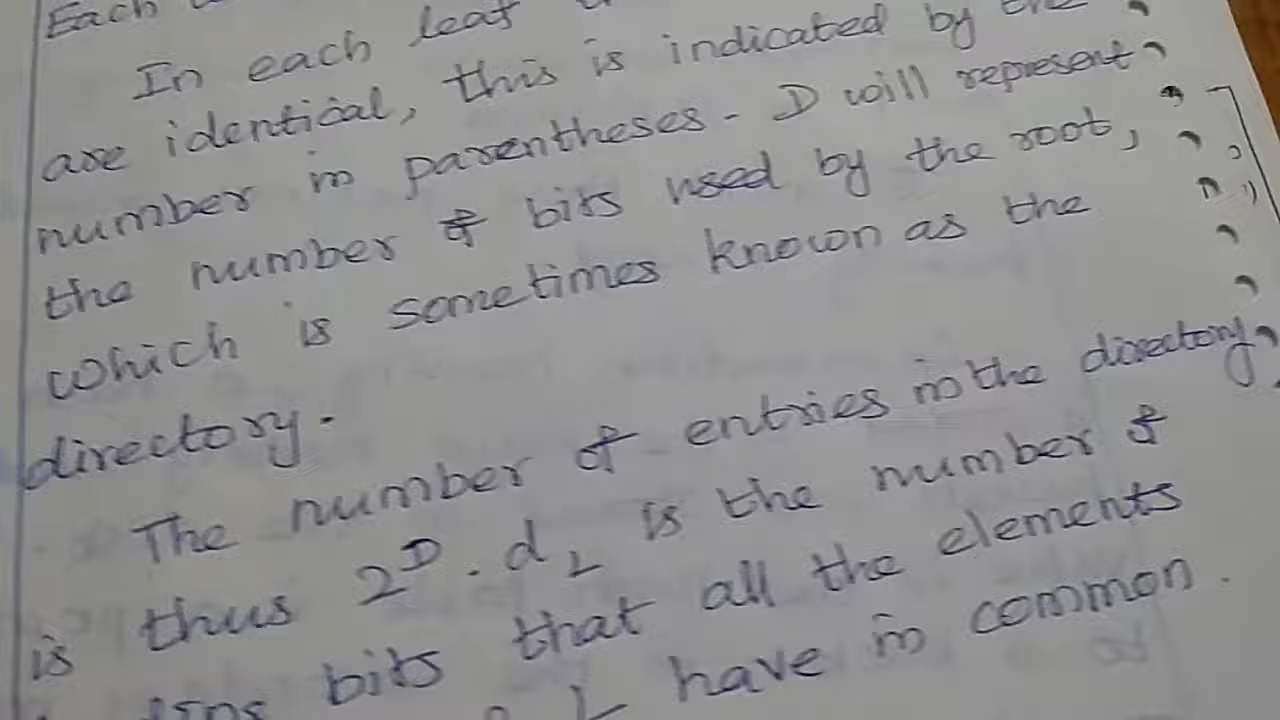 Each
In each leaf
are identical, this is indicated by the
number in parentheses. D will represent
the number of bits used by the root,
which is sometimes known as the
directory.
The number of entries in the directory
is thus 2^D. d_L is the number of
bits that all the elements
L have in common.